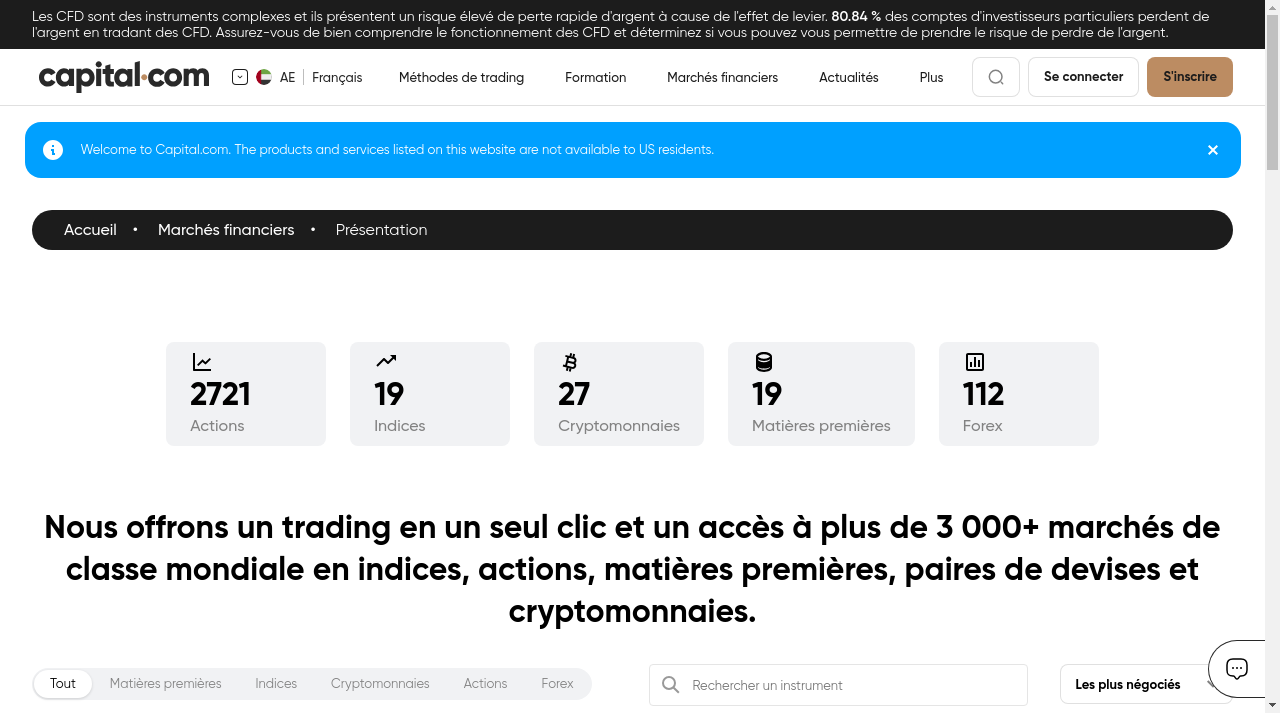 Les CFD sont des instruments complexes et ils présentent un risque élevé de perte rapide d'argent à cause de l'effet de levier. 80.84 % des comptes d'investisseurs particuliers perdent de
l'argent en tradant des CFD. Assurez-vous de bien comprendre le fonctionnement des CFD et déterminez si vous pouvez vous permettre de prendre le risque de perdre de l'argent.
capital.com AE Français Méthodes de trading Formation Marchés financiers Actualités Plus Se connecter S'inscrire
Welcome to Capital.com. The products and services listed on this website are not available to US residents.
Accueil • Marchés financiers • Présentation
2721 19 27 19 112
Actions Indices Cryptomonnaies Matières premières Forex
Nous offrons un trading en un seul clic et un accès à plus de 3 000+ marchés de
classe mondiale en indices, actions, matières premières, paires de devises et
cryptomonnaies.
Tout Matières premières Indices Cryptomonnaies Actions Forex Rechercher un instrument Les plus négociés